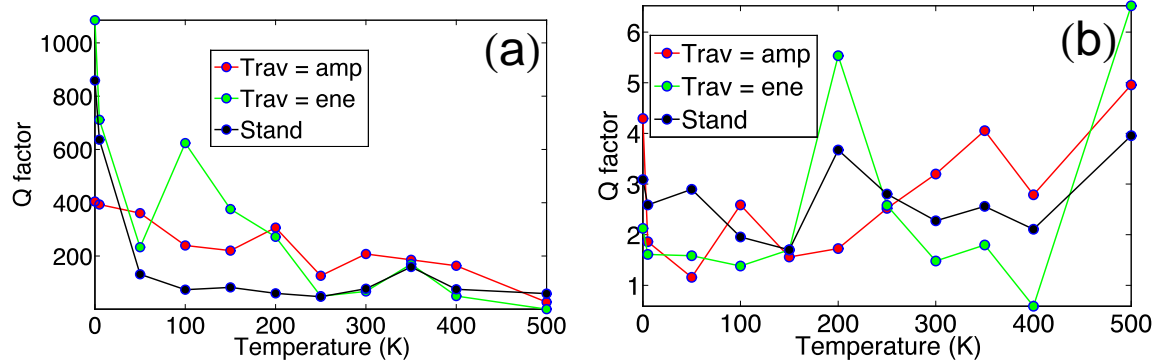 (a)
Q factor
1000
800
600
400
200
Trav = amp
Trav = ene
Stand
0 100 200 300 400 500
Temperature (K)
(b)
Q factor
6
5
4
3
2
1
Trav = amp
Trav = ene
Stand
0 100 200 300 400 500
Temperature (K)